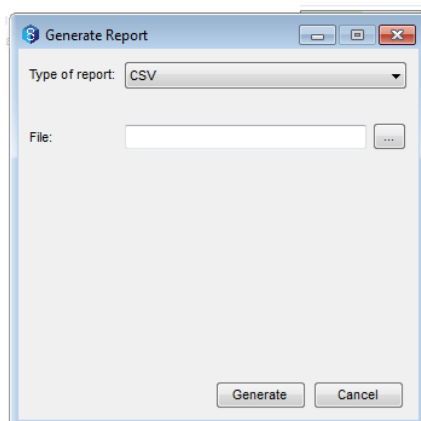 Generate Report
Type of report: CSV
File: ...
Generate Cancel